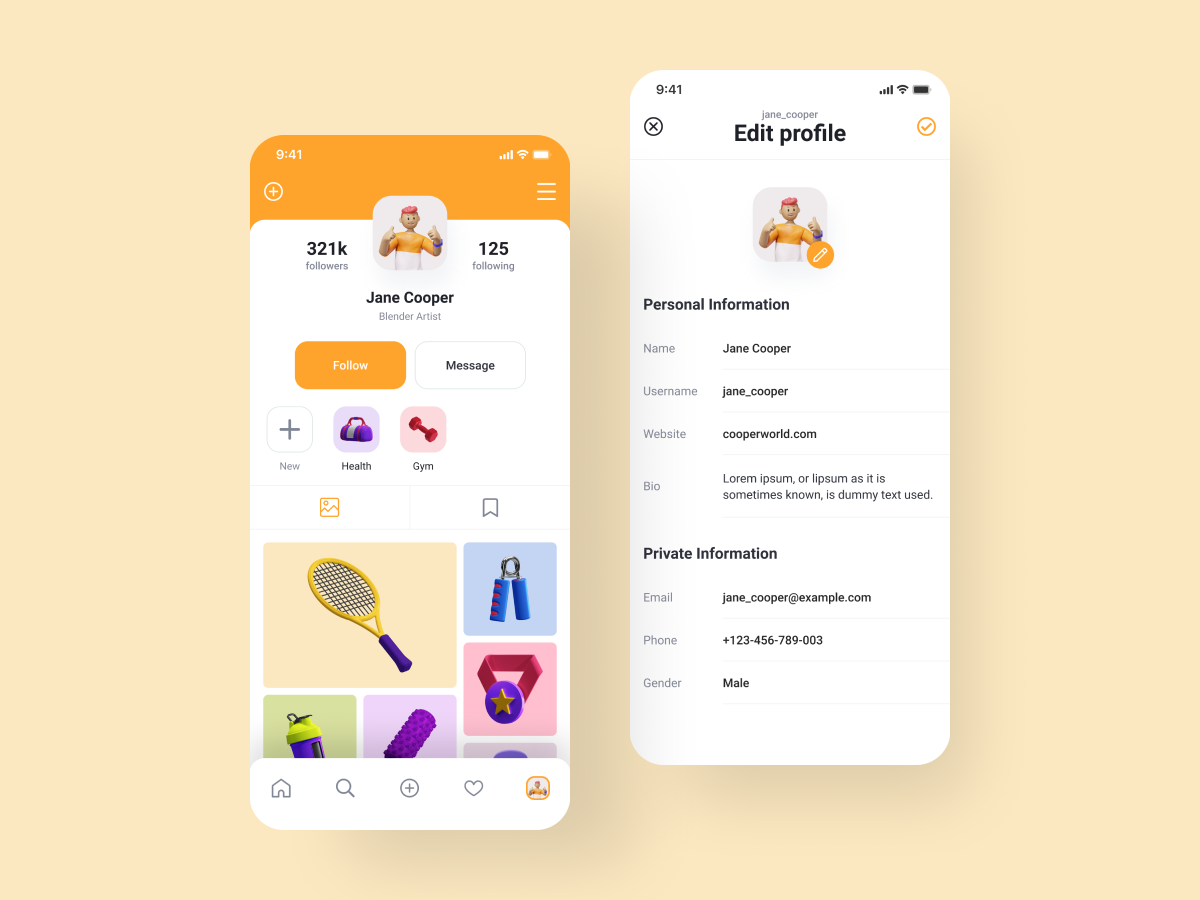 9:41
321k
followers
125
following
Jane Cooper
Blender Artist
Follow
Message
New
Health
Gym
9:41
jane_cooper
Edit profile
Personal Information
Name
Jane Cooper
Username
jane_cooper
Website
cooperworld.com
Bio
Lorem ipsum, or lipsum as it is
sometimes known, is dummy text used.
Private Information
Email
jane_cooper@example.com
Phone
+123-456-789-003
Gender
Male